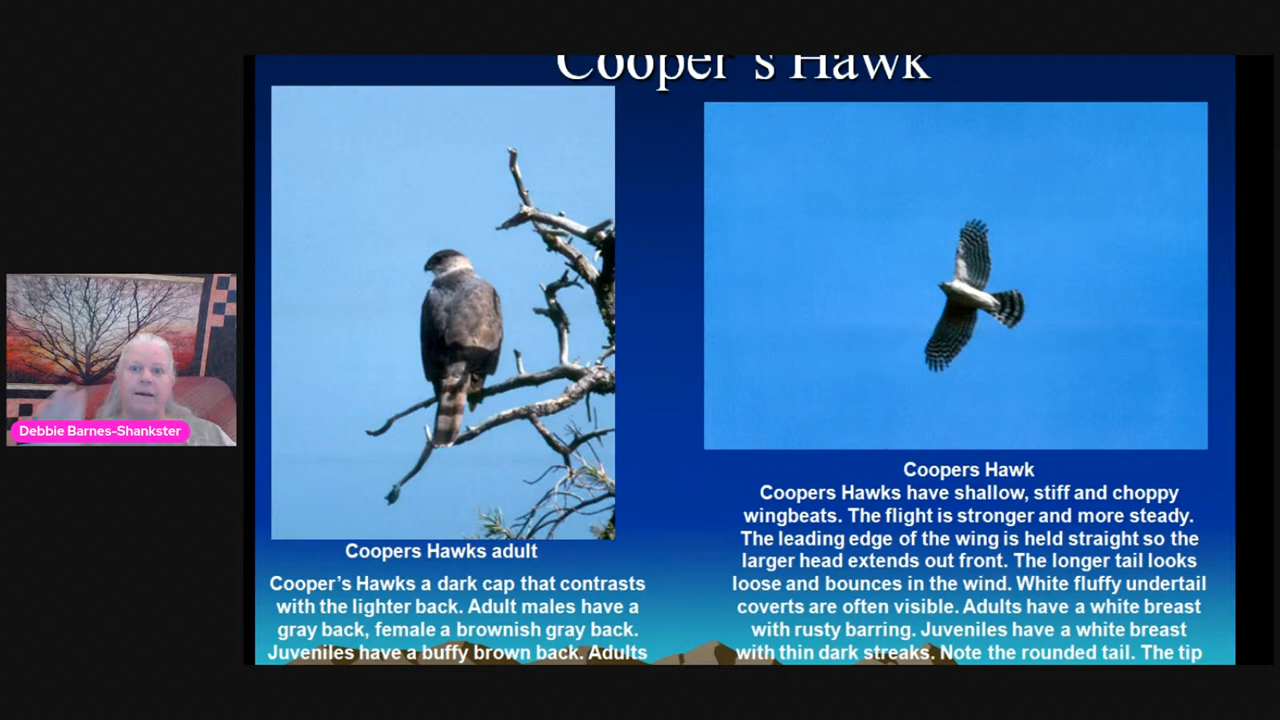 Cooper's Hawk
Debbie Barnes-Shankster
Coopers Hawks adult
Cooper's Hawks a dark cap that contrasts
with the lighter back. Adult males have a
gray back, female a brownish gray back.
Juveniles have a buffy brown back. Adults
Coopers Hawk
Coopers Hawks have shallow, stiff and choppy
wingbeats. The flight is stronger and more steady.
The leading edge of the wing is held straight so the
larger head extends out front. The longer tail looks
loose and bounces in the wind. White fluffy undertail
coverts are often visible. Adults have a white breast
with rusty barring. Juveniles have a white breast
with thin dark streaks. Note the rounded tail. The tip